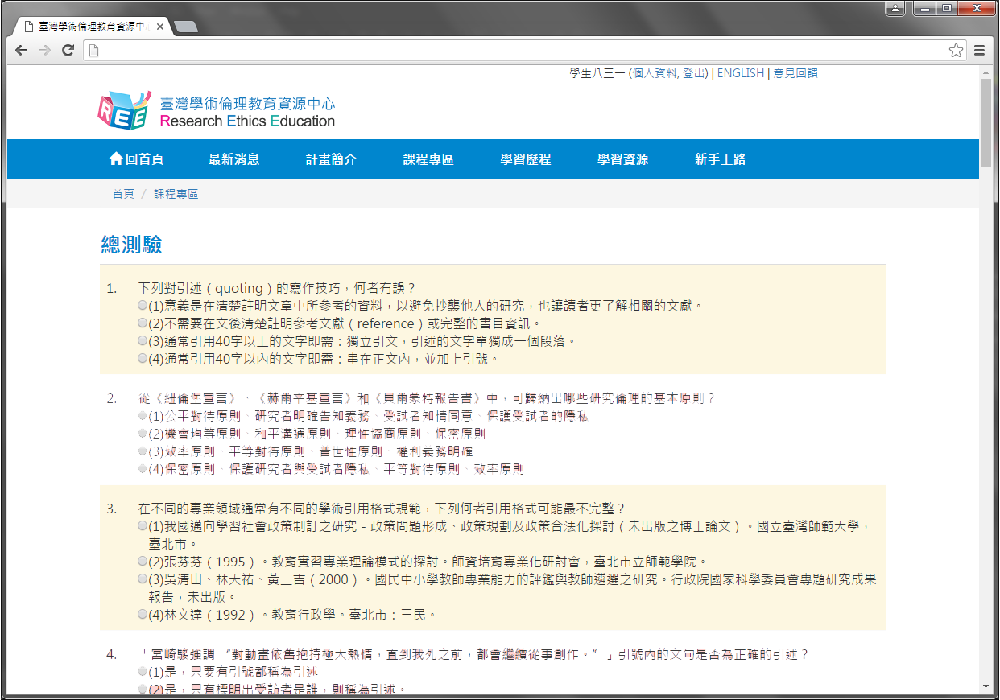 臺灣學術倫理教育資源中
學生八三一 (個人資料, 登出) | ENGLISH | 意見回饋
REE
臺灣學術倫理教育資源中心
Research Ethics Education
回首頁 最新消息 計畫簡介 課程專區 學習歷程 學習資源 新手上路
首頁 / 課程專區
總測驗
1. 下列對引述（quoting）的寫作技巧，何者有誤？
(1)意義是在清楚註明文章中所參考的資料，以避免抄襲他人的研究，也讓讀者更了解相關的文獻。
(2)不需要在文後清楚註明參考文獻（reference）或完整的書目資訊。
(3)通常引用40字以上的文字即需：獨立引文，引述的文字單獨成一個段落。
(4)通常引用40字以內的文字即需：串在正文內，並加上引號。
2. 從《紐倫堡宣言》、《赫爾辛基宣言》和《貝爾蒙特報告書》中，可歸納出哪些研究倫理的基本原則？
(1)公平對待原則、研究者明確告知義務、受試者知情同意、保護受試者的隱私
(2)機會均等原則、和平溝通原則、理性協商原則、保密原則
(3)效率原則、平等對待原則、普世性原則、權利義務明確
(4)保密原則、保護研究者與受試者隱私、平等對待原則、效率原則
3. 在不同的專業領域通常有不同的學術引用格式規範，下列何者引用格式可能最不完整？
(1)我國邁向學習社會政策制訂之研究－政策問題形成、政策規劃及政策合法化探討（未出版之博士論文）。國立臺灣師範大學，
臺北市。
(2)張芬芬（1995）。教育實習專業理論模式的探討。師資培育專業化研討會，臺北市立師範學院。
(3)吳清山、林天祐、黃三吉（2000）。國民中小學教師專業能力的評鑑與教師遴選之研究。行政院國家科學委員會專題研究成果
報告，未出版。
(4)林文達（1992）。教育行政學。臺北市：三民。
4. 「宮崎駿強調 “對動畫依舊抱持極大熱情，直到我死之前，都會繼續從事創作。”」引號內的文句是否為正確的引述？
(1)是，只要有引號都稱為引述
(2)是，只有標明出受訪者是誰，則稱為引述。